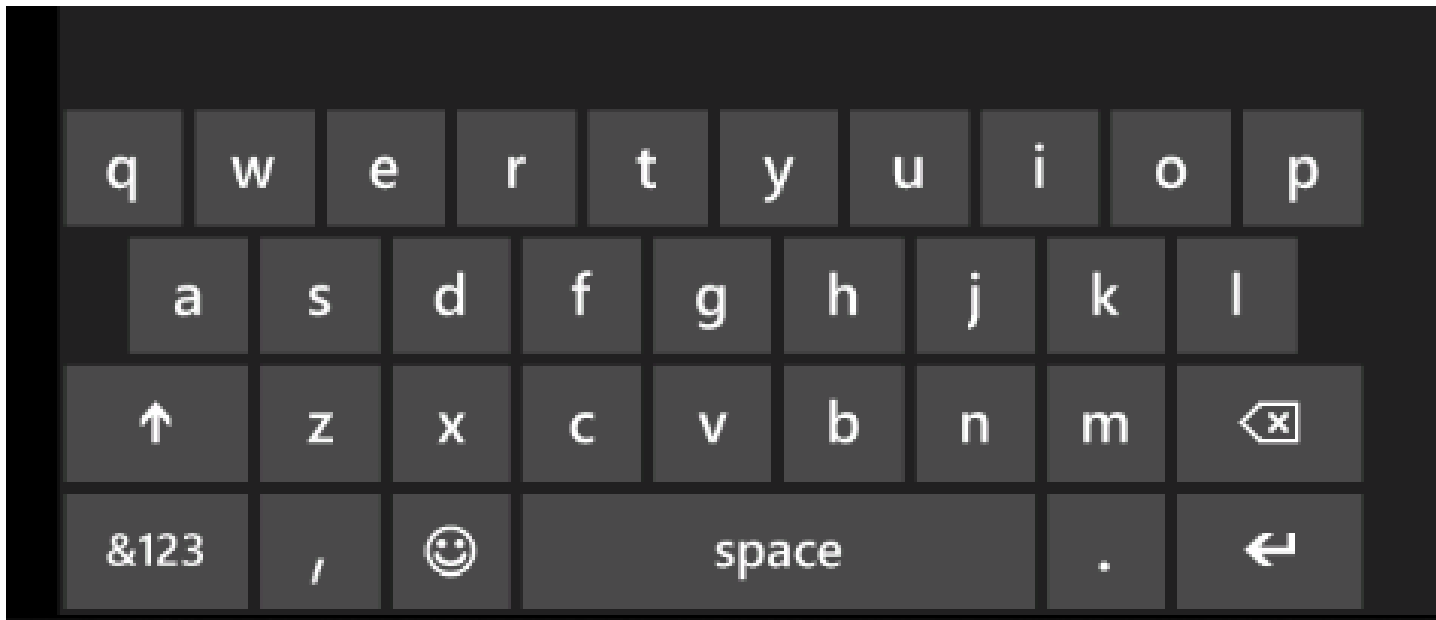 q w e r t y u i o p
a s d f g h j k l
z x c v b n m
&123 , space .